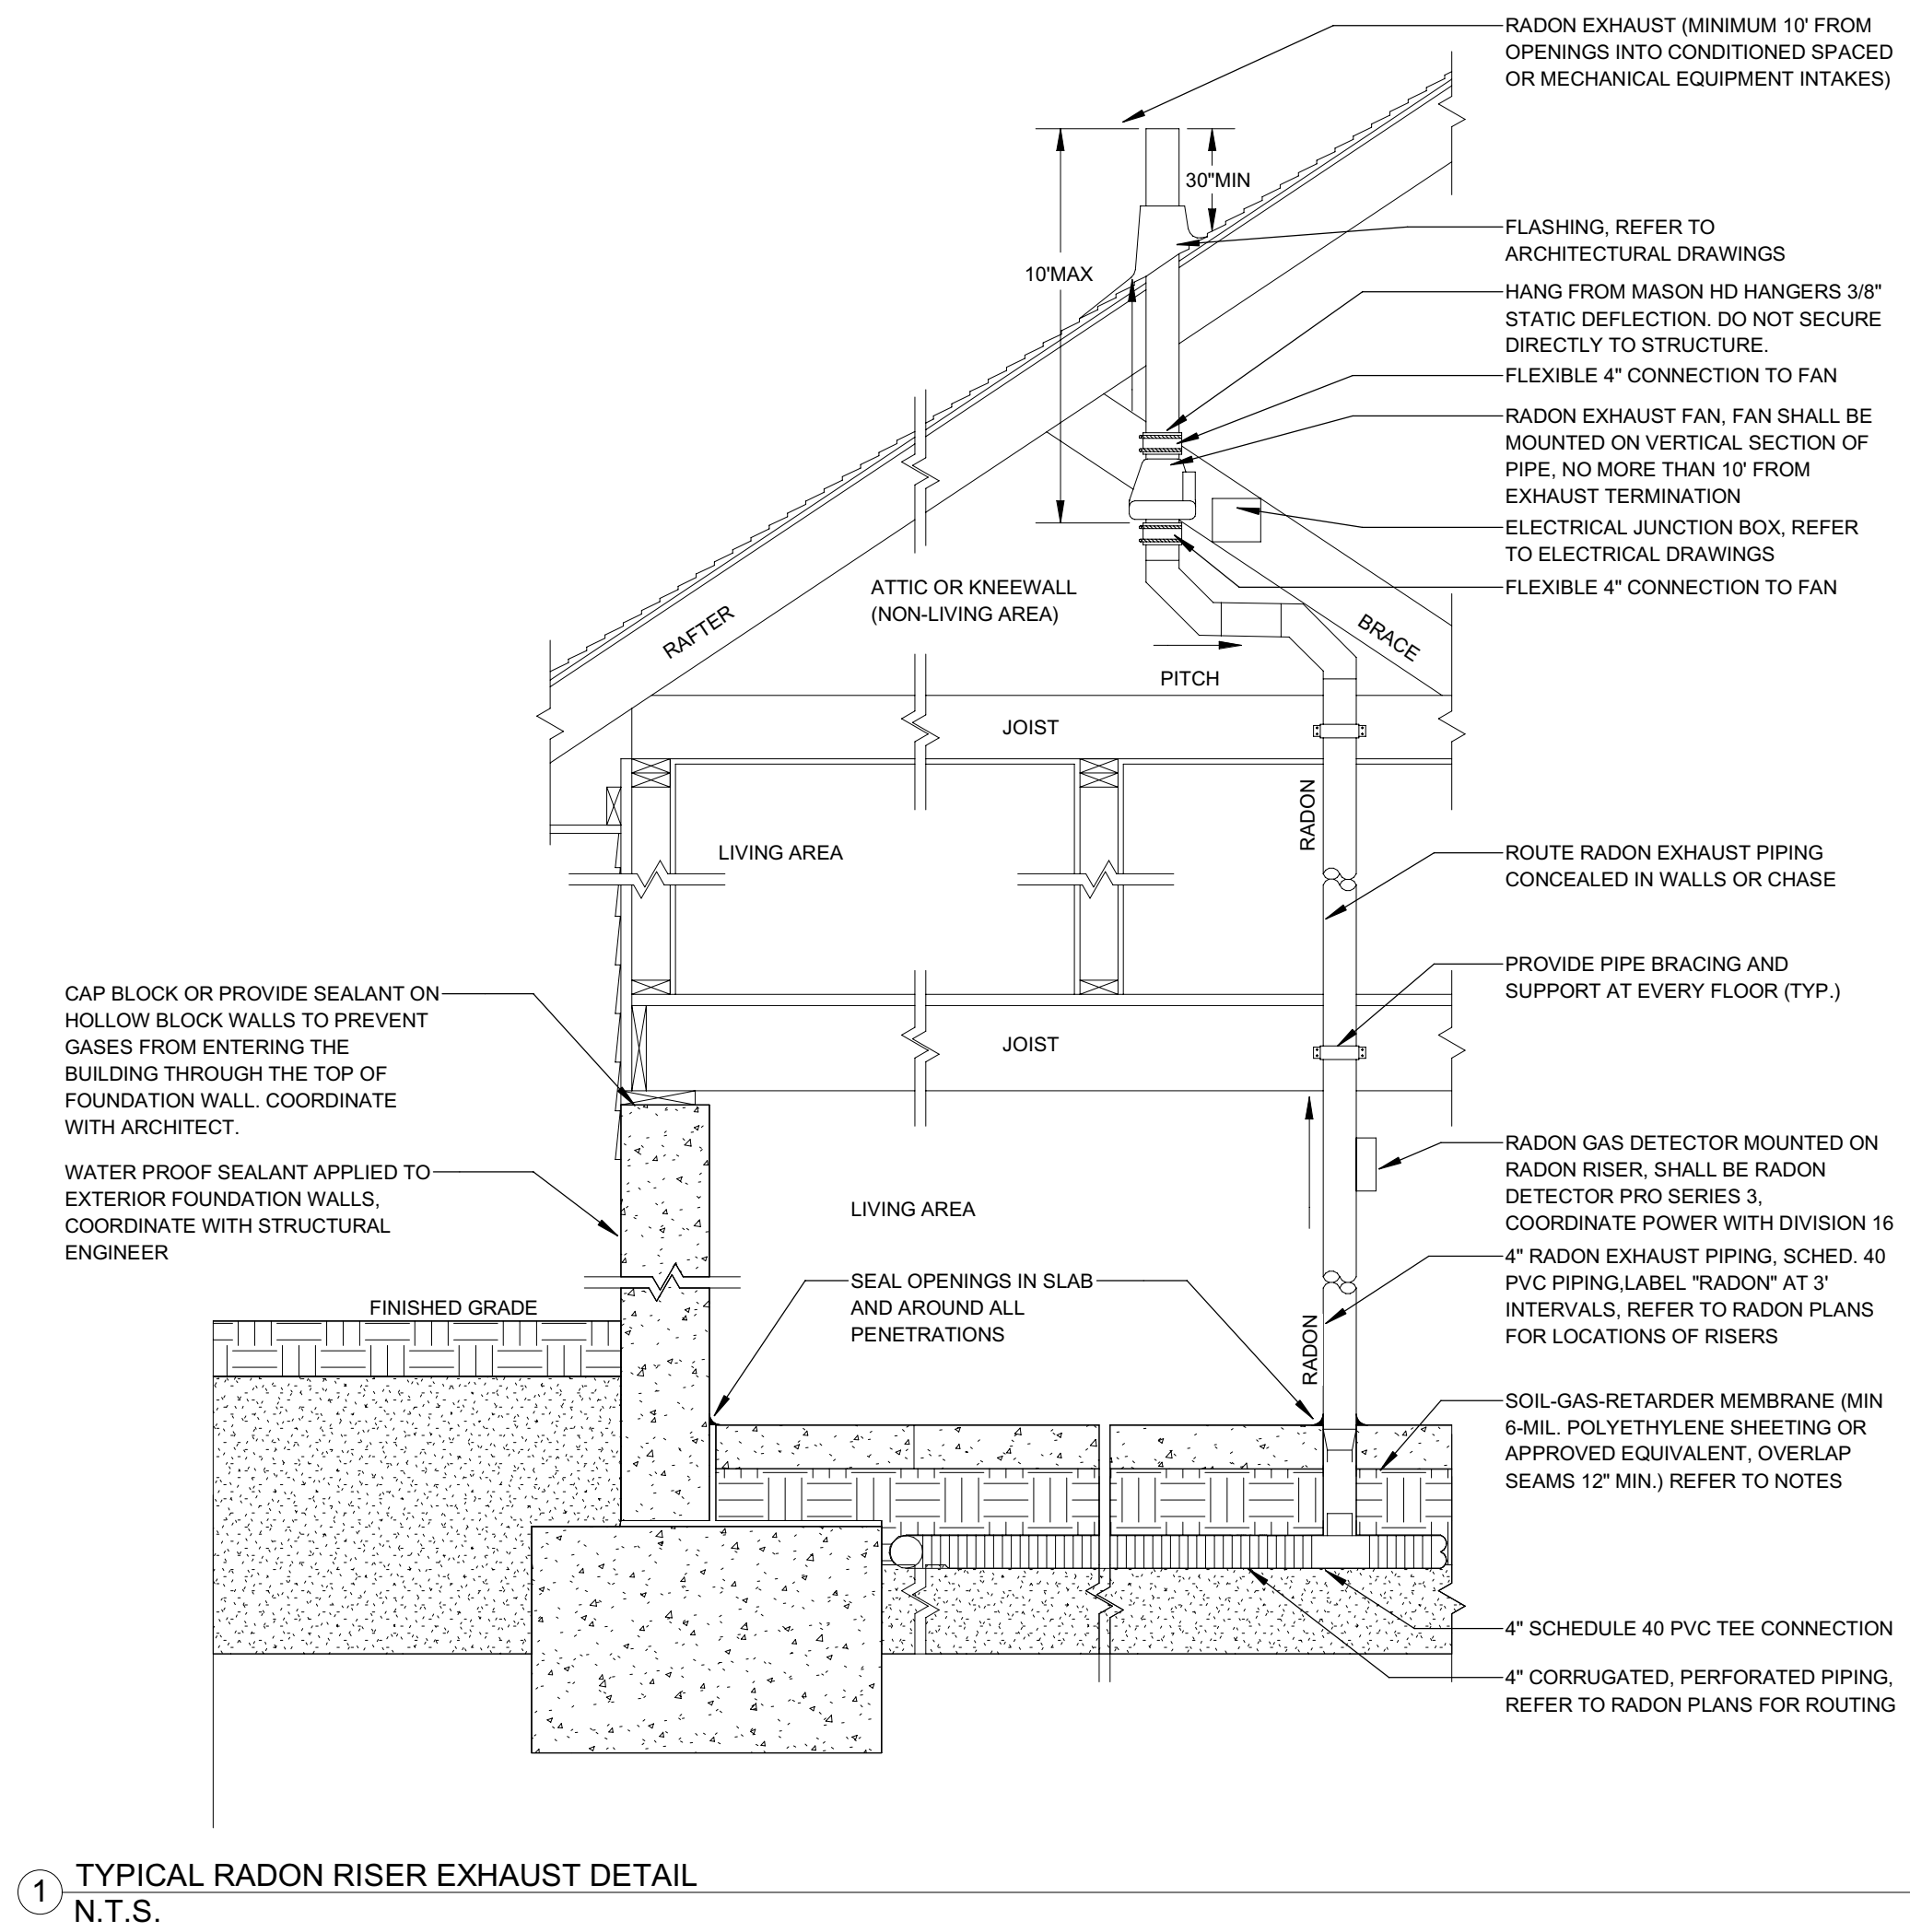 RADON EXHAUST (MINIMUM 10' FROM
OPENINGS INTO CONDITIONED SPACED
OR MECHANICAL EQUIPMENT INTAKES)
30"MIN
FLASHING, REFER TO
ARCHITECTURAL DRAWINGS
10'MAX
HANG FROM MASON HD HANGERS 3/8"
STATIC DEFLECTION. DO NOT SECURE
DIRECTLY TO STRUCTURE.
FLEXIBLE 4" CONNECTION TO FAN
RADON EXHAUST FAN, FAN SHALL BE
MOUNTED ON VERTICAL SECTION OF
PIPE, NO MORE THAN 10' FROM
EXHAUST TERMINATION
ELECTRICAL JUNCTION BOX, REFER
TO ELECTRICAL DRAWINGS
FLEXIBLE 4" CONNECTION TO FAN
ATTIC OR KNEEWALL
(NON-LIVING AREA)
RAFTER
BRACE
PITCH
JOIST
RADON
LIVING AREA
ROUTE RADON EXHAUST PIPING
CONCEALED IN WALLS OR CHASE
PROVIDE PIPE BRACING AND
SUPPORT AT EVERY FLOOR (TYP.)
CAP BLOCK OR PROVIDE SEALANT ON
HOLLOW BLOCK WALLS TO PREVENT
GASES FROM ENTERING THE
BUILDING THROUGH THE TOP OF
FOUNDATION WALL. COORDINATE
WITH ARCHITECT.
JOIST
WATER PROOF SEALANT APPLIED TO
EXTERIOR FOUNDATION WALLS,
COORDINATE WITH STRUCTURAL
ENGINEER
RADON GAS DETECTOR MOUNTED ON
RADON RISER, SHALL BE RADON
DETECTOR PRO SERIES 3,
COORDINATE POWER WITH DIVISION 16
LIVING AREA
4" RADON EXHAUST PIPING, SCHED. 40
PVC PIPING,LABEL "RADON" AT 3'
INTERVALS, REFER TO RADON PLANS
FOR LOCATIONS OF RISERS
SEAL OPENINGS IN SLAB
AND AROUND ALL
PENETRATIONS
FINISHED GRADE
RADON
SOIL-GAS-RETARDER MEMBRANE (MIN
6-MIL. POLYETHYLENE SHEETING OR
APPROVED EQUIVALENT, OVERLAP
SEAMS 12" MIN.) REFER TO NOTES
4" SCHEDULE 40 PVC TEE CONNECTION
4" CORRUGATED, PERFORATED PIPING,
REFER TO RADON PLANS FOR ROUTING
1
TYPICAL RADON RISER EXHAUST DETAIL
N.T.S.